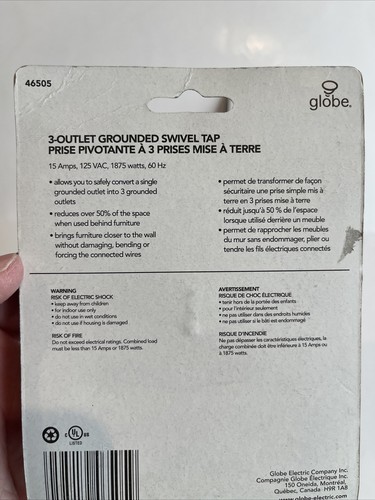 46505
globe.
3-OUTLET GROUNDED SWIVEL TAP
PRISE PIVOTANTE À 3 PRISES MISE À TERRE
15 Amps, 125 VAC, 1875 watts, 60 Hz
• allows you to safely convert a single
grounded outlet into 3 grounded
outlets
• reduces over 50% of the space
when used behind furniture
• brings furniture closer to the wall
without damaging, bending or
forcing the connected wires
• permet de transformer de façon
sécuritaire une prise simple mis à
terre en 3 prises mise à terre
• réduit jusqu'à 50 % de l'espace
lorsque utilisé derrière un meuble
• permet de rapprocher les meubles
du mur sans endommager, plier ou
tendre les fils électriques connectés
WARNING
RISK OF ELECTRIC SHOCK
• keep away from children
• for indoor use only
• do not use in wet conditions
• do not use if housing is damaged
RISK OF FIRE
Do not exceed electrical ratings. Combined load
must be less than 15 Amps or 1875 watts.
AVERTISSEMENT
RISQUE DE CHOC ÉLECTRIQUE
• tenir hors de la portée des enfants
• pour l'intérieur seulement
• ne pas utiliser dans des endroits humides
• ne pas utiliser si le bâti est endommagé
RISQUE D'INCENDIE
Ne pas dépasser les caractéristiques électriques, la
charge combinée doit être inférieure à 15 Amps ou
à 1875 watts.
c UL us
LISTED
Globe Electric Company Inc.
Compagnie Globe Électrique Inc.
150 Oneida, Montréal,
Québec, Canada H9R 1A8
www.globe-electric.com